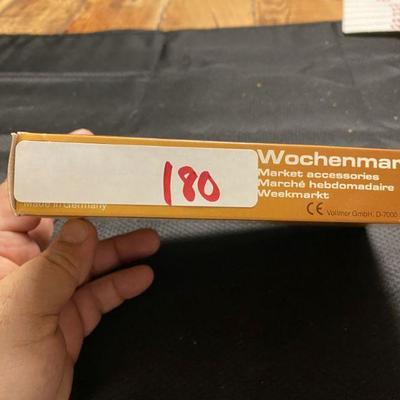 180
Wochenmar
Market accessories
Marché hebdomadaire
Weekmarkt
Made in Germany
CE Vollmer GmbH, D-7000